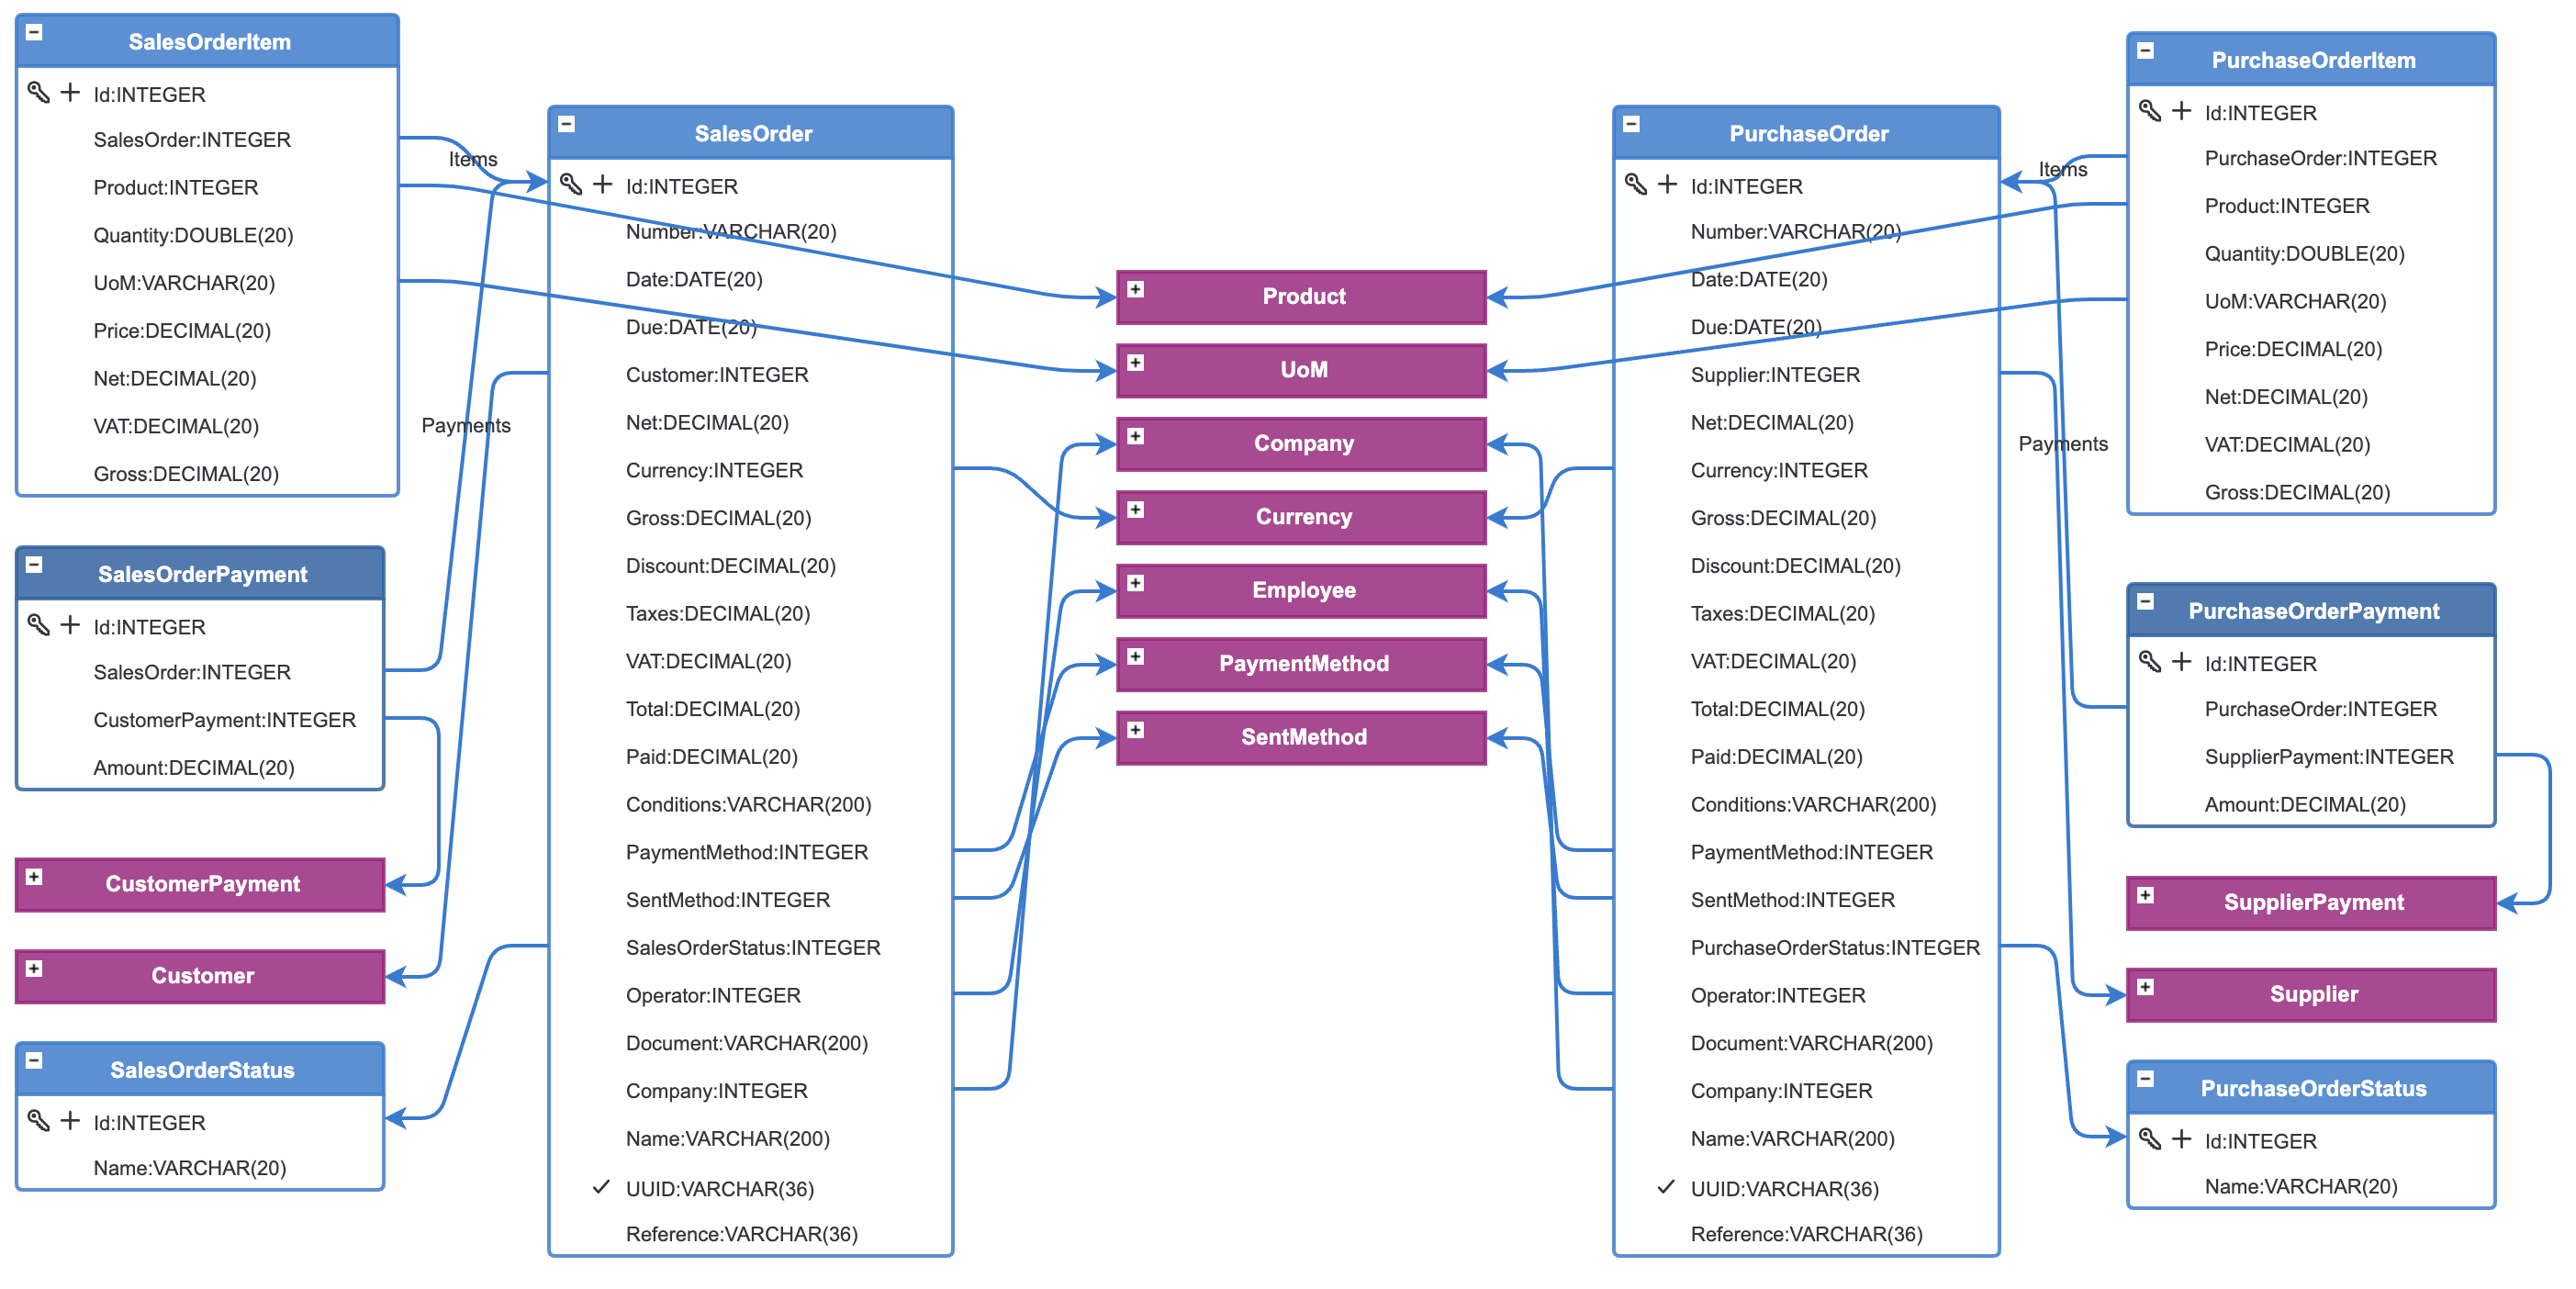 SalesOrderItem
Id:INTEGER
SalesOrder:INTEGER
Product:INTEGER
Quantity:DOUBLE(20)
UoM:VARCHAR(20)
Price:DECIMAL(20)
Net:DECIMAL(20)
VAT:DECIMAL(20)
Gross:DECIMAL(20)
SalesOrderPayment
Id:INTEGER
SalesOrder:INTEGER
CustomerPayment:INTEGER
Amount:DECIMAL(20)
CustomerPayment
Customer
SalesOrderStatus
Id:INTEGER
Name:VARCHAR(20)
Items
Payments
SalesOrder
Id:INTEGER
Number:VARCHAR(20)
Date:DATE(20)
Due:DATE(20)
Customer:INTEGER
Net:DECIMAL(20)
Currency:INTEGER
Gross:DECIMAL(20)
Discount:DECIMAL(20)
Taxes:DECIMAL(20)
VAT:DECIMAL(20)
Total:DECIMAL(20)
Paid:DECIMAL(20)
Conditions:VARCHAR(200)
PaymentMethod:INTEGER
SentMethod:INTEGER
SalesOrderStatus:INTEGER
Operator:INTEGER
Document:VARCHAR(200)
Company:INTEGER
Name:VARCHAR(200)
UUID:VARCHAR(36)
Reference:VARCHAR(36)
Product
UoM
Company
Currency
Employee
PaymentMethod
SentMethod
PurchaseOrder
Id:INTEGER
Number:VARCHAR(20)
Date:DATE(20)
Due:DATE(20)
Supplier:INTEGER
Net:DECIMAL(20)
Currency:INTEGER
Gross:DECIMAL(20)
Discount:DECIMAL(20)
Taxes:DECIMAL(20)
VAT:DECIMAL(20)
Total:DECIMAL(20)
Paid:DECIMAL(20)
Conditions:VARCHAR(200)
PaymentMethod:INTEGER
SentMethod:INTEGER
PurchaseOrderStatus:INTEGER
Operator:INTEGER
Document:VARCHAR(200)
Company:INTEGER
Name:VARCHAR(200)
UUID:VARCHAR(36)
Reference:VARCHAR(36)
Items
Payments
PurchaseOrderItem
Id:INTEGER
PurchaseOrder:INTEGER
Product:INTEGER
Quantity:DOUBLE(20)
UoM:VARCHAR(20)
Price:DECIMAL(20)
Net:DECIMAL(20)
VAT:DECIMAL(20)
Gross:DECIMAL(20)
PurchaseOrderPayment
Id:INTEGER
PurchaseOrder:INTEGER
SupplierPayment:INTEGER
Amount:DECIMAL(20)
SupplierPayment
Supplier
PurchaseOrderStatus
Id:INTEGER
Name:VARCHAR(20)